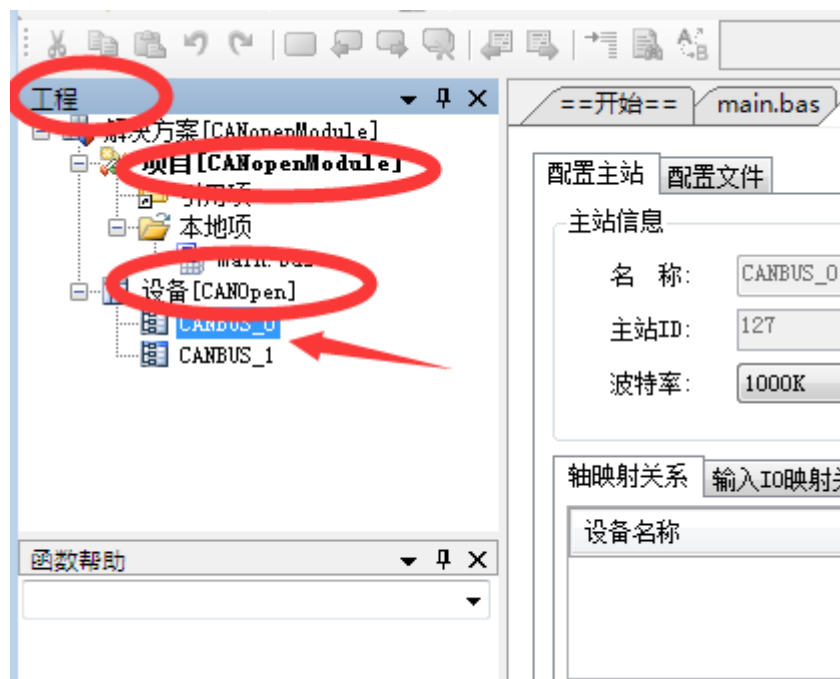 工程
解决方案[CANopenModule]
项目[CANopenModule]
引用项
本地项
main.bas
设备[CANOpen]
CANBUS_0
CANBUS_1
函数帮助
==开始==
main.bas
配置主站
配置文件
主站信息
名 称:
CANBUS_0
主站ID:
127
波特率:
1000K
轴映射关系
输入IO映射
设备名称